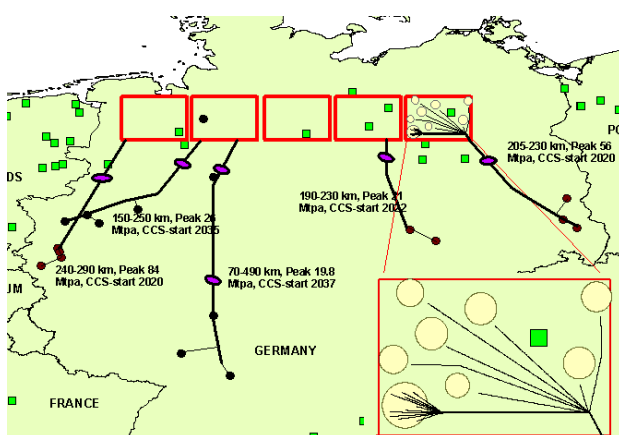 PO
205-230 km, Peak 56
Mtpa, CCS-start 2020
DS
190-230 km, Peak 21
Mtpa, CCS-start 2022
150-250 km, Peak 26
Mtpa, CCS-start 2035
240-290 km, Peak 84
Mtpa, CCS-start 2020
70-490 km, Peak 19.8
Mtpa, CCS-start 2037
UM
GERMANY
FRANCE